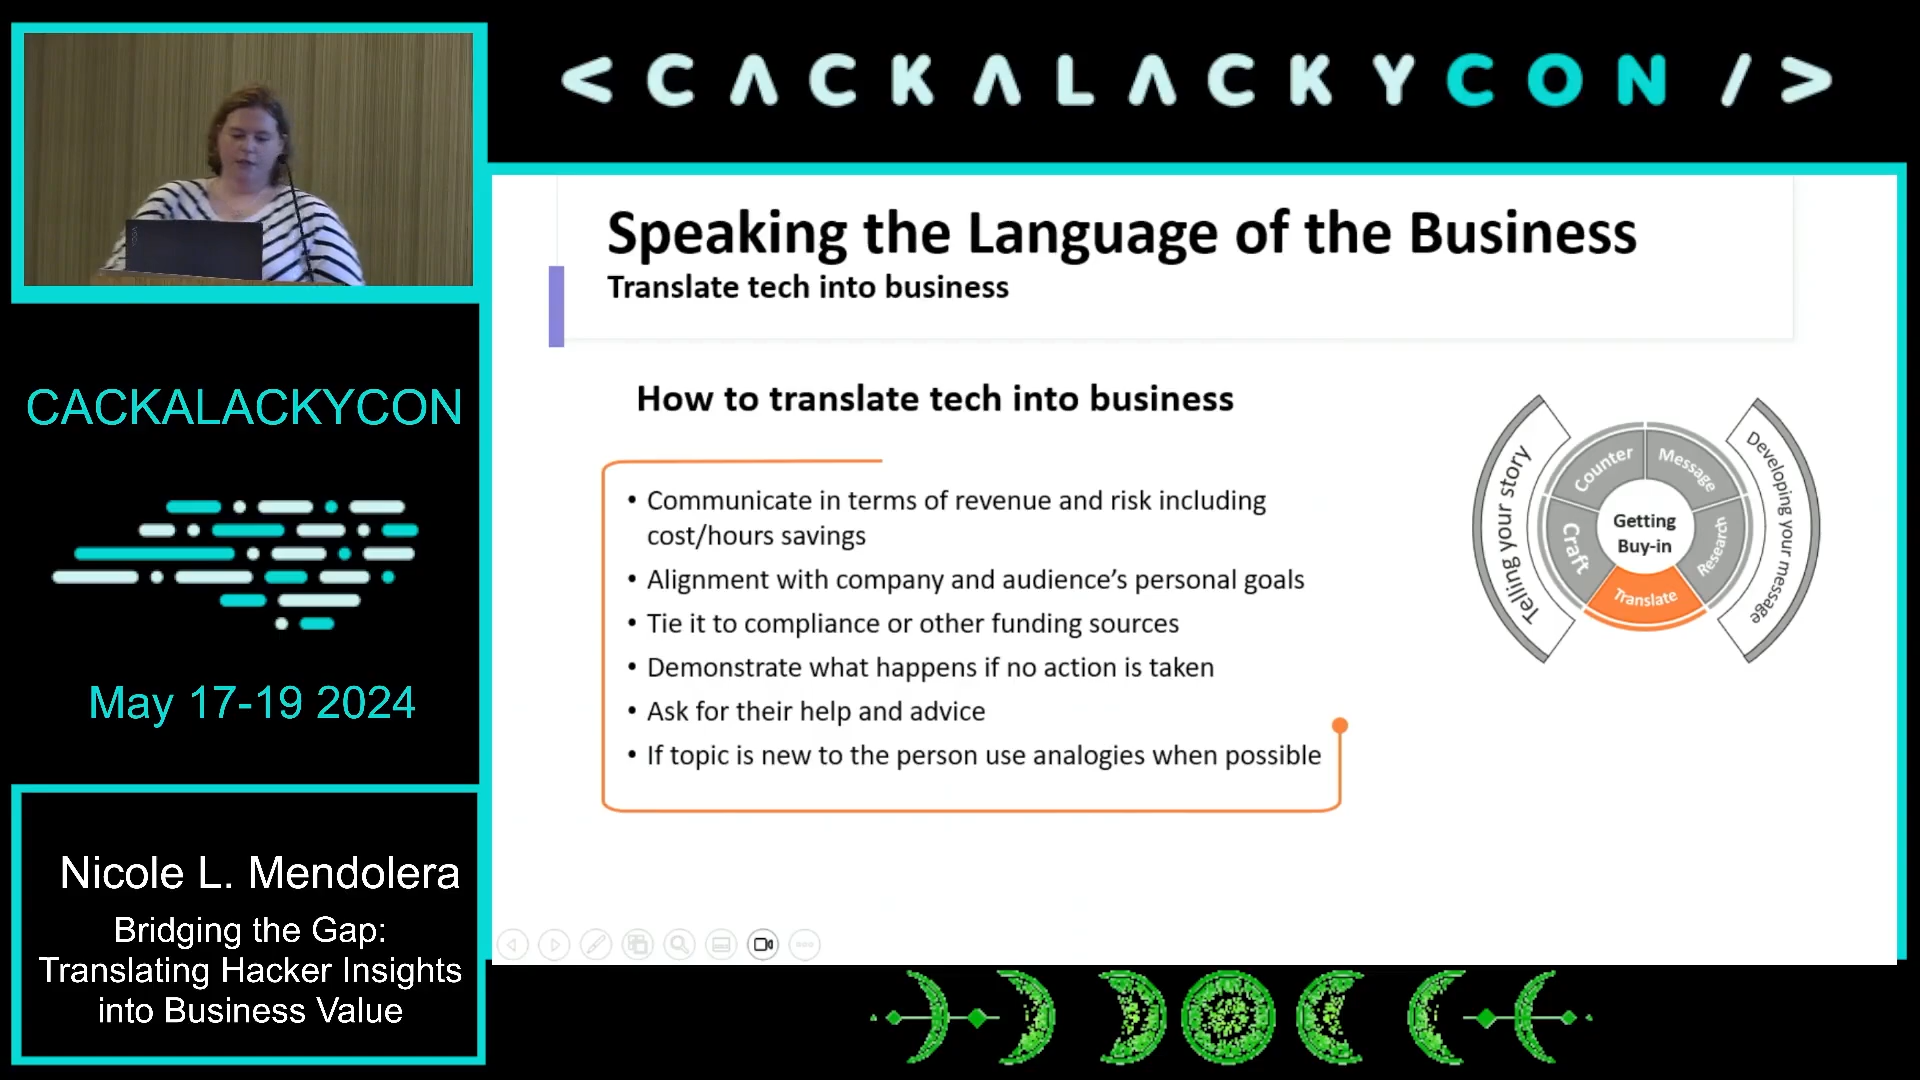 <CACKALACKYCON/>
CACKALACKYCON
May 17-19 2024
Nicole L. Mendolera
Bridging the Gap:
Translating Hacker Insights
into Business Value
Speaking the Language of the Business
Translate tech into business
How to translate tech into business
• Communicate in terms of revenue and risk including
cost/hours savings
• Alignment with company and audience’s personal goals
• Tie it to compliance or other funding sources
• Demonstrate what happens if no action is taken
• Ask for their help and advice
• If topic is new to the person use analogies when possible
Telling your story
Counter
Message
Craft
Getting
Buy-in
Research
Translate
Developing your message